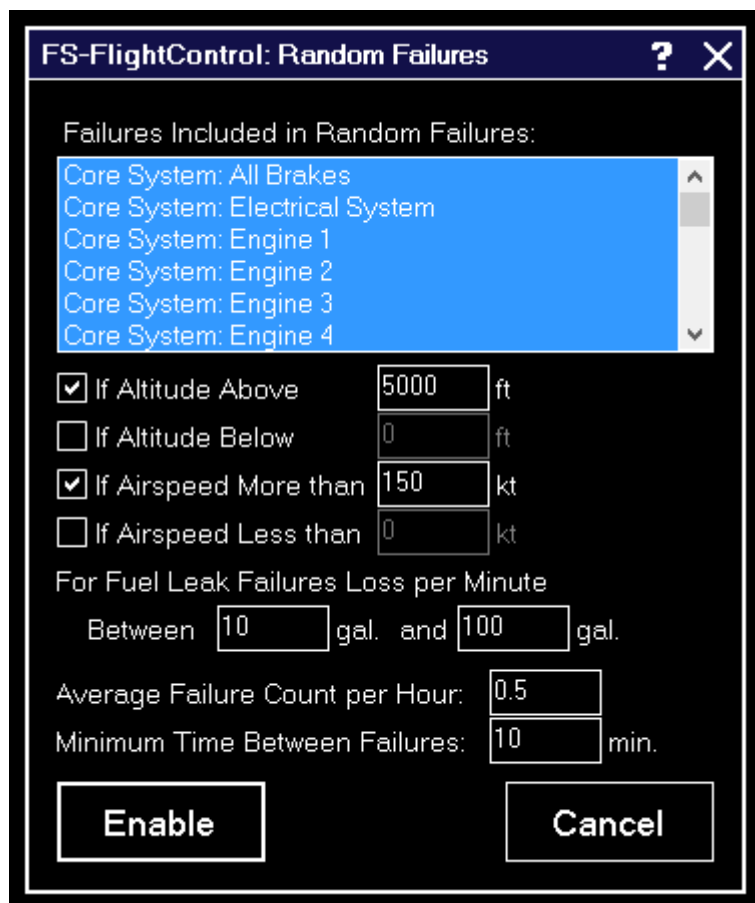 FS-FlightControl: Random Failures ? X
Failures Included in Random Failures:
Core System: All Brakes
Core System: Electrical System
Core System: Engine 1
Core System: Engine 2
Core System: Engine 3
Core System: Engine 4
If Altitude Above 5000 ft
If Altitude Below 0 ft
If Airspeed More than 150 kt
If Airspeed Less than 0 kt
For Fuel Leak Failures Loss per Minute
Between 10 gal. and 100 gal.
Average Failure Count per Hour: 0.5
Minimum Time Between Failures: 10 min.
Enable Cancel